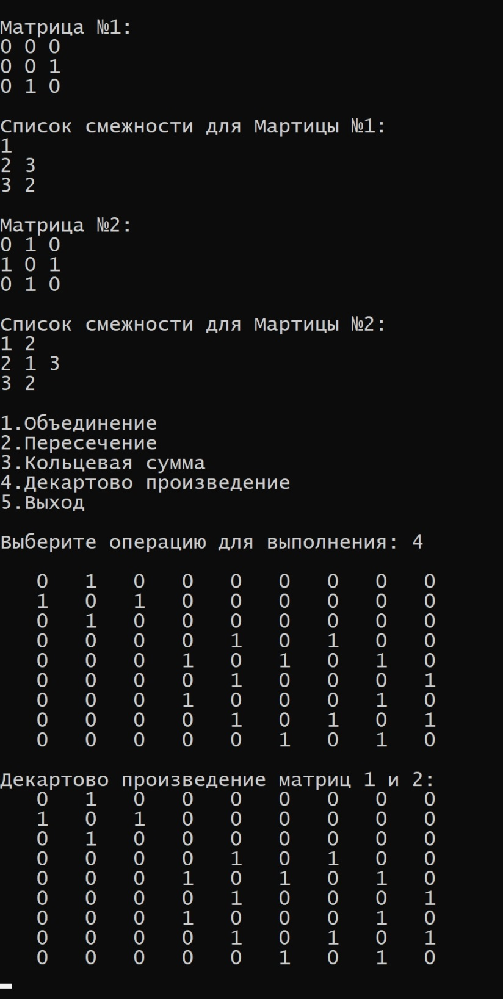 Матрица №1:
0 0 0
0 0 1
0 1 0
Список смежности для Мартицы №1:
1
2 3
3 2
Матрица №2:
0 1 0
1 0 1
0 1 0
Список смежности для Мартицы №2:
1 2
2 1 3
3 2
1.Объединение
2.Пересечение
3.Кольцевая сумма
4.Декартово произведение
5.Выход
Выберите операцию для выполнения: 4
0 1 0 0 0 0 0 0 0
1 0 1 0 0 0 0 0 0
0 1 0 0 0 0 0 0 0
0 0 0 0 1 0 1 0 0
0 0 0 1 0 1 0 1 0
0 0 0 0 1 0 0 0 1
0 0 0 1 0 0 0 1 0
0 0 0 0 1 0 1 0 1
0 0 0 0 0 1 0 1 0
Декартово произведение матриц 1 и 2:
0 1 0 0 0 0 0 0 0
1 0 1 0 0 0 0 0 0
0 1 0 0 0 0 0 0 0
0 0 0 0 1 0 1 0 0
0 0 0 1 0 1 0 1 0
0 0 0 0 1 0 0 0 1
0 0 0 1 0 0 0 1 0
0 0 0 0 1 0 1 0 1
0 0 0 0 0 1 0 1 0